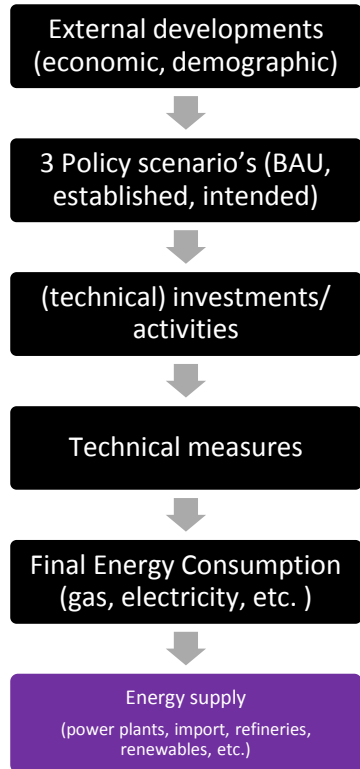 External developments
(economic, demographic)
3 Policy scenario’s (BAU,
established, intended)
(technical) investments/
activities
Technical measures
Final Energy Consumption
(gas, electricity, etc. )
Energy supply
(power plants, import, refineries,
renewables, etc.)